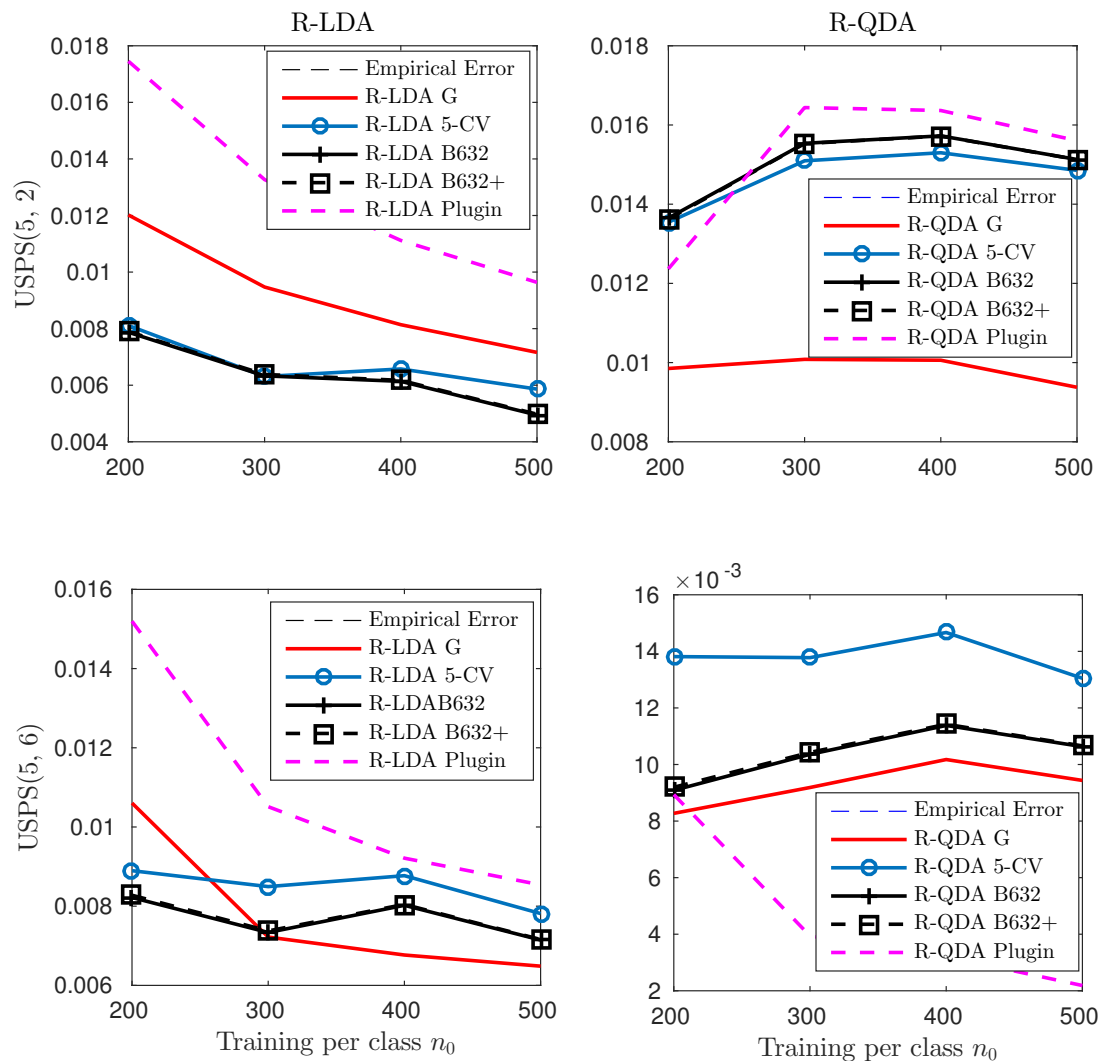 R-LDA
R-QDA
0.018
0.016
0.014
0.012
0.01
0.008
0.006
0.004
USPS(5, 2)
200
300
400
500
Empirical Error
R-LDA G
R-LDA 5-CV
R-LDA B632
R-LDA B632+
R-LDA Plugin
0.018
0.016
0.014
0.012
0.01
0.008
200
300
400
500
Empirical Error
R-QDA G
R-QDA 5-CV
R-QDA B632
R-QDA B632+
R-QDA Plugin
0.016
0.014
0.012
0.01
0.008
0.006
USPS(5, 6)
200
300
400
500
Training per class n₀
Empirical Error
R-LDA G
R-LDA 5-CV
R-LDAB632
R-LDA B632+
R-LDA Plugin
×10⁻³
16
14
12
10
8
6
4
2
200
300
400
500
Training per class n₀
Empirical Error
R-QDA G
R-QDA 5-CV
R-QDA B632
R-QDA B632+
R-QDA Plugin